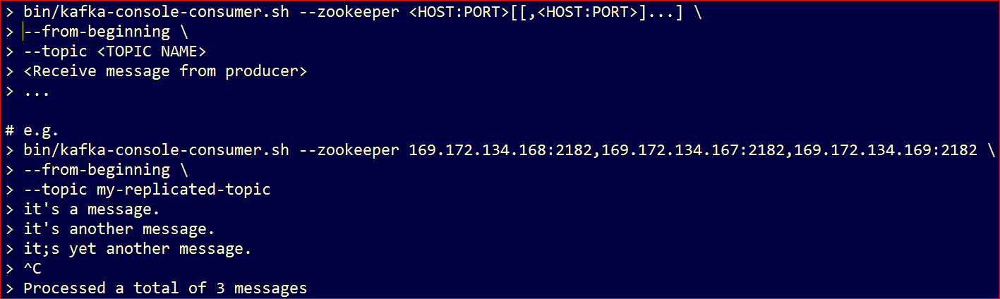 > bin/kafka-console-consumer.sh --zookeeper <HOST:PORT>[[,<HOST:PORT>]...] \
> --from-beginning \
> --topic <TOPIC NAME>
> <Receive message from producer>
> ...
# e.g.
> bin/kafka-console-consumer.sh --zookeeper 169.172.134.168:2182,169.172.134.167:2182,169.172.134.169:2182 \
> --from-beginning \
> --topic my-replicated-topic
> it's a message.
> it's another message.
> it;s yet another message.
> ^C
> Processed a total of 3 messages